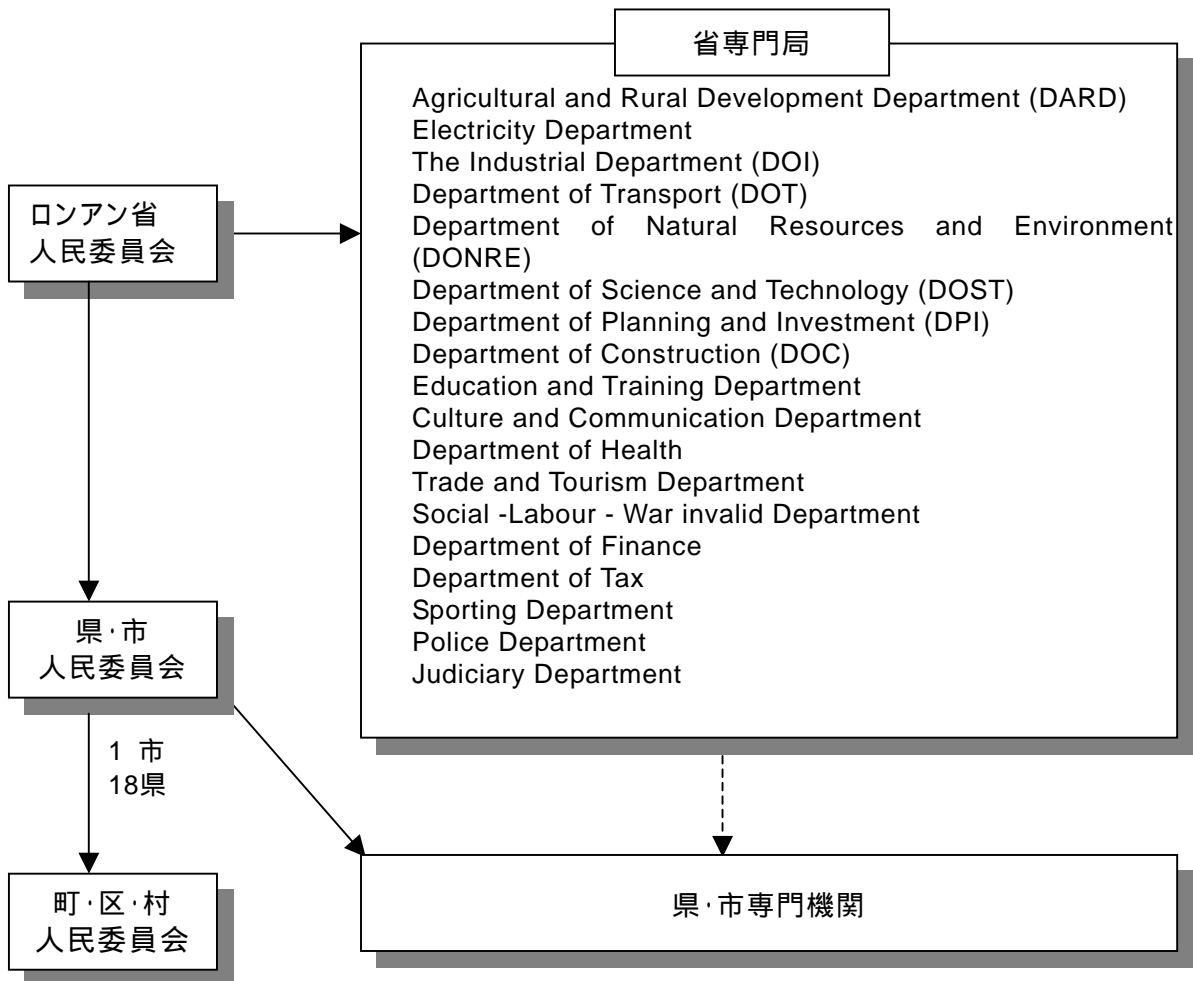 省専門局
Agricultural and Rural Development Department (DARD)
Electricity Department
The Industrial Department (DOI)
Department of Transport (DOT)
Department of Natural Resources and Environment
(DONRE)
Department of Science and Technology (DOST)
Department of Planning and Investment (DPI)
Department of Construction (DOC)
Education and Training Department
Culture and Communication Department
Department of Health
Trade and Tourism Department
Social -Labour - War invalid Department
Department of Finance
Department of Tax
Sporting Department
Police Department
Judiciary Department
ロンアン省
人民委員会
県·市
人民委員会
1 市
18県
町·区·村
人民委員会
県·市専門機関